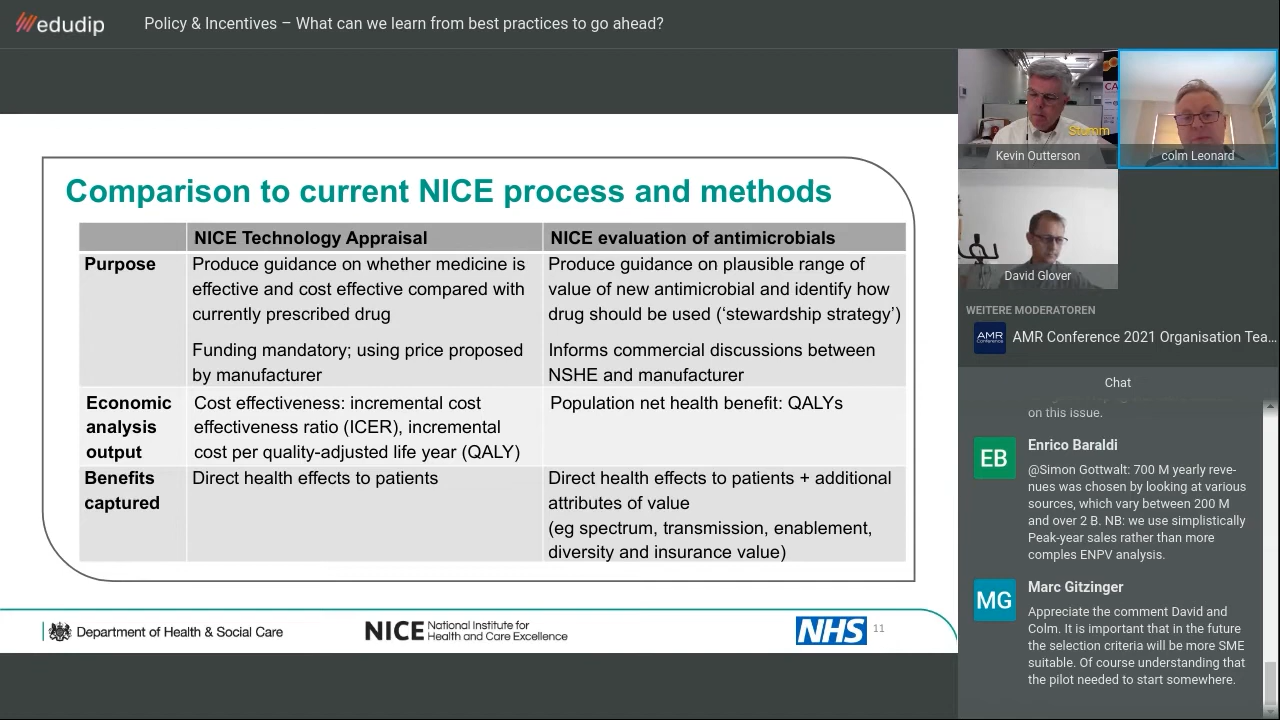 edudip
Policy & Incentives – What can we learn from best practices to go ahead?
Comparison to current NICE process and methods
NICE Technology Appraisal
NICE evaluation of antimicrobials
Purpose
Produce guidance on whether medicine is
effective and cost effective compared with
currently prescribed drug
Funding mandatory; using price proposed
by manufacturer
Produce guidance on plausible range of
value of new antimicrobial and identify how
drug should be used (‘stewardship strategy’)
Informs commercial discussions between
NSHE and manufacturer
Economic
analysis
output
Cost effectiveness: incremental cost
effectiveness ratio (ICER), incremental
cost per quality-adjusted life year (QALY)
Population net health benefit: QALYs
Benefits
captured
Direct health effects to patients
Direct health effects to patients + additional
attributes of value
(eg spectrum, transmission, enablement,
diversity and insurance value)
Department of Health & Social Care
NICE National Institute for
Health and Care Excellence
NHS
11
CA
Stumm
Kevin Outterson
colm Leonard
David Glover
WEITERE MODERATOREN
AMR
Conference
AMR Conference 2021 Organisation Tea...
Chat
on this issue.
EB
Enrico Baraldi
@Simon Gottwalt: 700 M yearly reve-
nues was chosen by looking at various
sources, which vary between 200 M
and over 2 B. NB: we use simplistically
Peak-year sales rather than more
comples ENPV analysis.
MG
Marc Gitzinger
Appreciate the comment David and
Colm. It is important that in the future
the selection criteria will be more SME
suitable. Of course understanding that
the pilot needed to start somewhere.